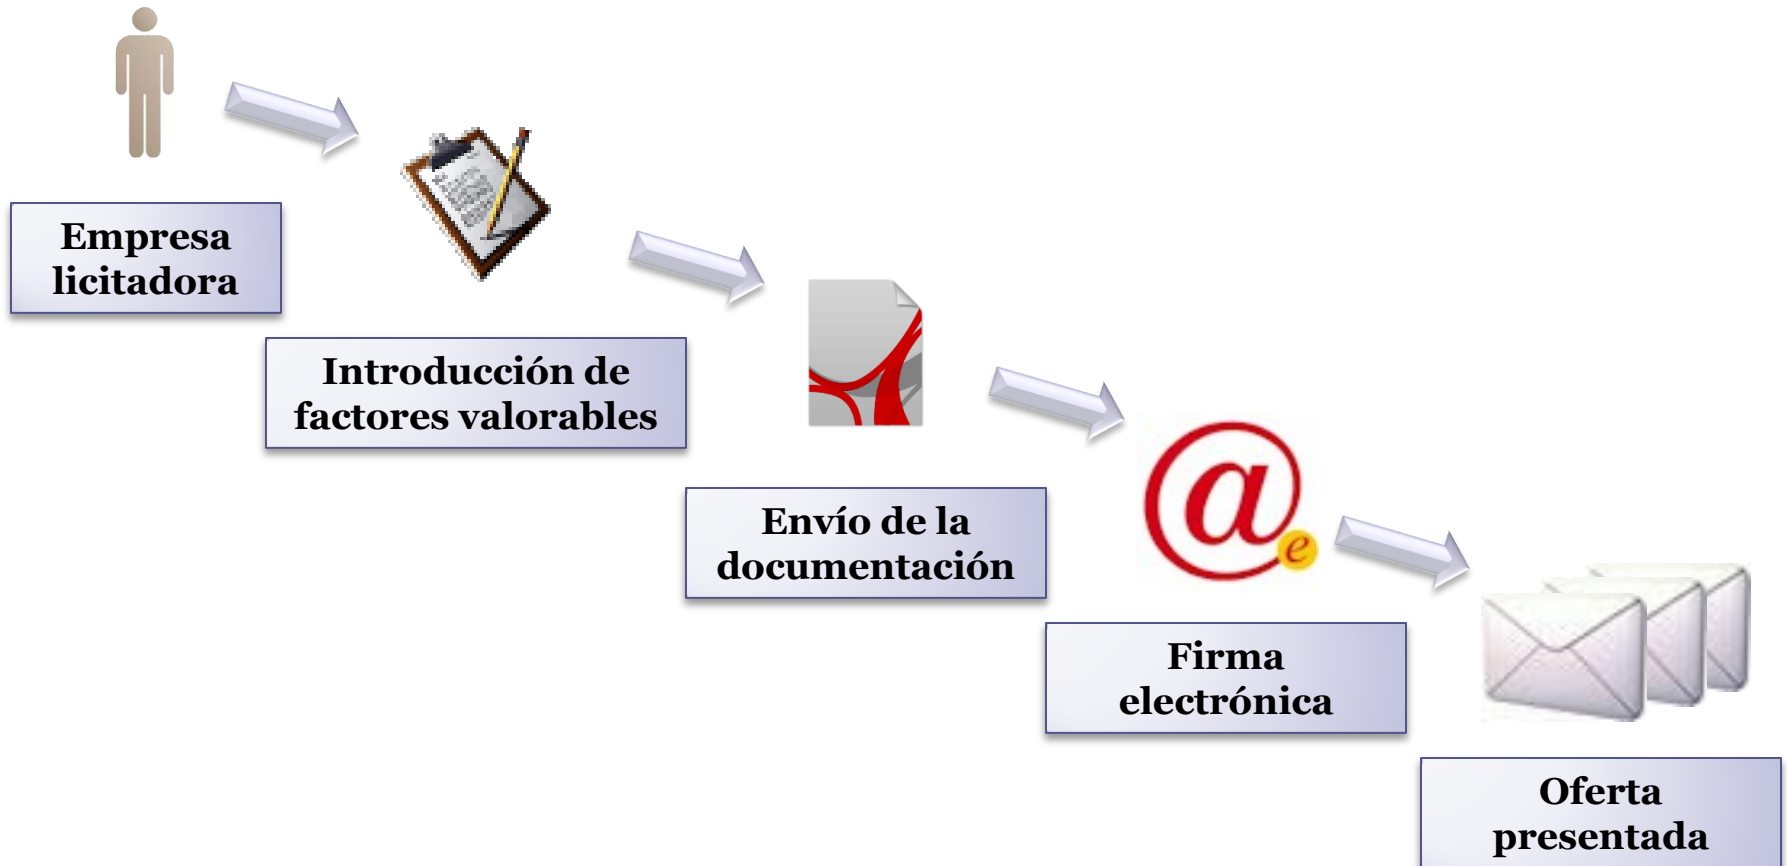 Empresa
licitadora
Introducción de
factores valorables
Envío de la
documentación
@e
Firma
electrónica
Oferta
presentada